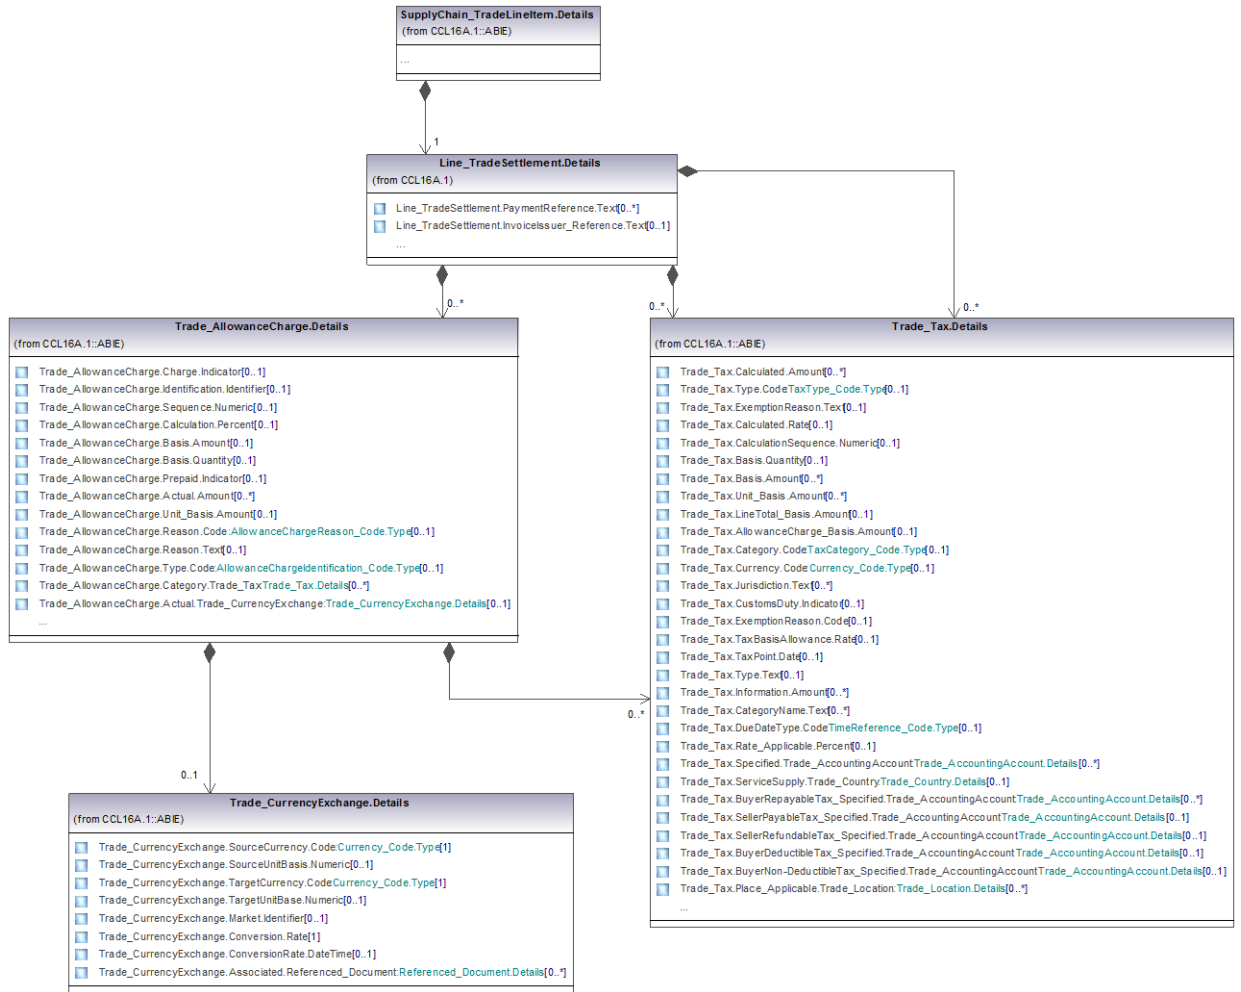 SupplyChain_TradeLineItem.Details
(from CCL16A.1::ABIE)
...
1
Line_TradeSettlement.Details
(from CCL16A.1)
Line_TradeSettlement.PaymentReference.Text[0..*]
Line_TradeSettlement.InvoiceIssuer_Reference.Text[0..1]
...
0..*
0..*
0..*
Trade_AllowanceCharge.Details
(from CCL16A.1::ABIE)
Trade_AllowanceCharge.Charge.Indicator[0..1]
Trade_AllowanceCharge.Identification.Identifier[0..1]
Trade_AllowanceCharge.Sequence.Numeric[0..1]
Trade_AllowanceCharge.Calculation.Percent[0..1]
Trade_AllowanceCharge.Basis.Amount[0..1]
Trade_AllowanceCharge.Basis.Quantity[0..1]
Trade_AllowanceCharge.Prepaid.Indicator[0..1]
Trade_AllowanceCharge.Actual.Amount[0..*]
Trade_AllowanceCharge.Unit_Basis.Amount[0..1]
Trade_AllowanceCharge.Reason.Code:AllowanceChargeReason_Code.Type[0..1]
Trade_AllowanceCharge.Reason.Text[0..1]
Trade_AllowanceCharge.Type.Code:AllowanceChargeIdentification_Code.Type[0..1]
Trade_AllowanceCharge.Category.Trade_TaxTrade_Tax.Details[0..*]
Trade_AllowanceCharge.Actual.Trade_CurrencyExchange:Trade_CurrencyExchange.Details[0..1]
...
Trade_Tax.Details
(from CCL16A.1::ABIE)
Trade_Tax.Calculated.Amount[0..*]
Trade_Tax.Type.CodeTaxType_Code.Type[0..1]
Trade_Tax.ExemptionReason.Text[0..1]
Trade_Tax.Calculated.Rate[0..1]
Trade_Tax.CalculationSequence.Numeric[0..1]
Trade_Tax.Basis.Quantity[0..1]
Trade_Tax.Basis.Amount[0..*]
Trade_Tax.Unit_Basis.Amount[0..*]
Trade_Tax.LineTotal_Basis.Amount[0..1]
Trade_Tax.AllowanceCharge_Basis.Amount[0..1]
Trade_Tax.Category.CodeTaxCategory_Code.Type[0..1]
Trade_Tax.Currency.Code:Currency_Code.Type[0..1]
Trade_Tax.Jurisdiction.Text[0..*]
Trade_Tax.CustomsDuty.Indicator[0..1]
Trade_Tax.ExemptionReason.Code[0..1]
Trade_Tax.TaxBasisAllowance.Rate[0..1]
Trade_Tax.TaxPoint.Date[0..1]
Trade_Tax.Type.Text[0..1]
Trade_Tax.Information.Amount[0..*]
Trade_Tax.CategoryName.Text[0..*]
Trade_Tax.DueDateType.CodeTimeReference_Code.Type[0..1]
Trade_Tax.Rate_Applicable.Percent[0..1]
Trade_Tax.Specified.Trade_AccountingAccountTrade_AccountingAccount.Details[0..*]
Trade_Tax.ServiceSupply.Trade_Country:Trade_Country.Details[0..1]
Trade_Tax.BuyerRepayableTax_Specified.Trade_AccountingAccount:Trade_AccountingAccount.Details[0..*]
Trade_Tax.SellerPayableTax_Specified.Trade_AccountingAccountTrade_AccountingAccount.Details[0..1]
Trade_Tax.SellerRefundableTax_Specified.Trade_AccountingAccount:Trade_AccountingAccount.Details[0..1]
Trade_Tax.BuyerDeductibleTax_Specified.Trade_AccountingAccount:Trade_AccountingAccount.Details[0..1]
Trade_Tax.BuyerNon-DeductibleTax_Specified.Trade_AccountingAccountTrade_AccountingAccount.Details[0..1]
Trade_Tax.Place_Applicable.Trade_Location:Trade_Location.Details[0..*]
...
0..*
0..1
Trade_CurrencyExchange.Details
(from CCL16A.1::ABIE)
Trade_CurrencyExchange.SourceCurrency.Code:Currency_Code.Type[1]
Trade_CurrencyExchange.SourceUnitBasis.Numeric[0..1]
Trade_CurrencyExchange.TargetCurrency.CodeCurrency_Code.Type[1]
Trade_CurrencyExchange.TargetUnitBase.Numeric[0..1]
Trade_CurrencyExchange.Market.Identifier[0..1]
Trade_CurrencyExchange.Conversion.Rate[1]
Trade_CurrencyExchange.ConversionRate.DateTime[0..1]
Trade_CurrencyExchange.Associated.Referenced_Document:Referenced_Document.Details[0..*]